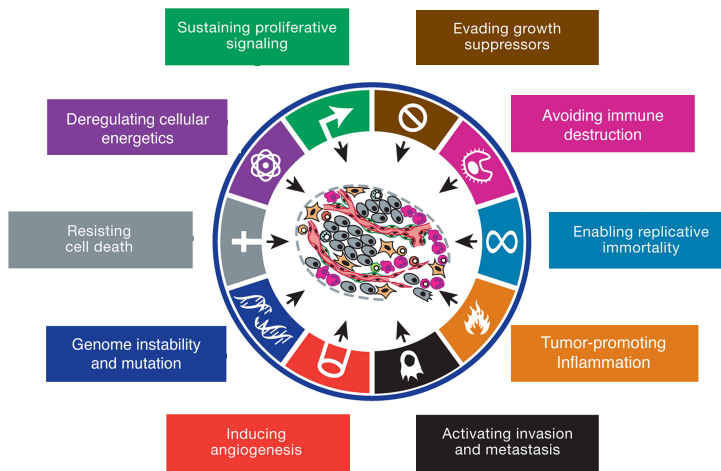 Sustaining proliferative
signaling
Evading growth
suppressors
Deregulating cellular
energetics
Avoiding immune
destruction
Resisting
cell death
Enabling replicative
immortality
Genome instability
and mutation
Tumor-promoting
Inflammation
Inducing
angiogenesis
Activating invasion
and metastasis